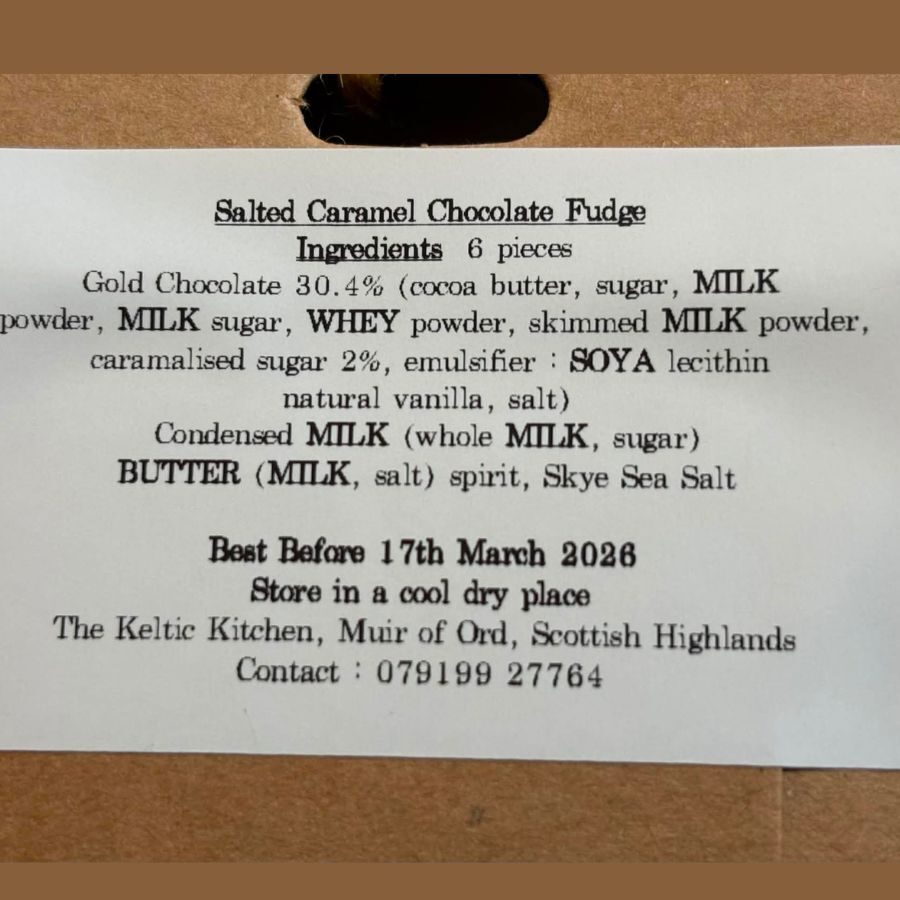 Salted Caramel Chocolate Fudge
Ingredients 6 pieces
Gold Chocolate 30.4% (cocoa butter, sugar, MILK
powder, MILK sugar, WHEY powder, skimmed MILK powder,
caramalised sugar 2%, emulsifier : SOYA lecithin
natural vanilla, salt)
Condensed MILK (whole MILK, sugar)
BUTTER (MILK, salt) spirit, Skye Sea Salt
Best Before 17th March 2026
Store in a cool dry place
The Keltic Kitchen, Muir of Ord, Scottish Highlands
Contact : 079199 27764